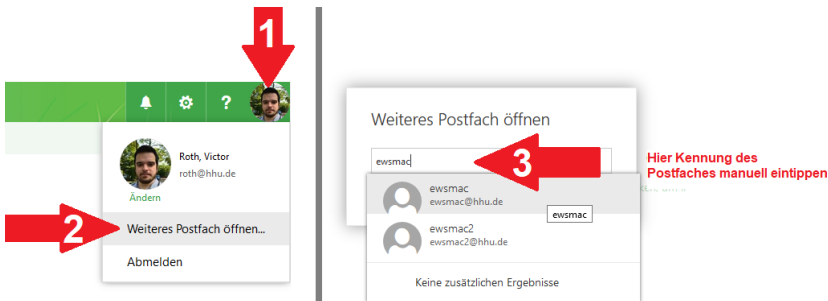 1
?
Roth, Victor
roth@hhu.de
Ändern
2
Weiteres Postfach öffnen...
Abmelden
Weiteres Postfach öffnen
ewsmac
3
Hier Kennung des
Postfaches manuell eintippen
ewsmac
ewsmac@hhu.de
ewsmac
ewsmac2
ewsmac2@hhu.de
Keine zusätzlichen Ergebnisse